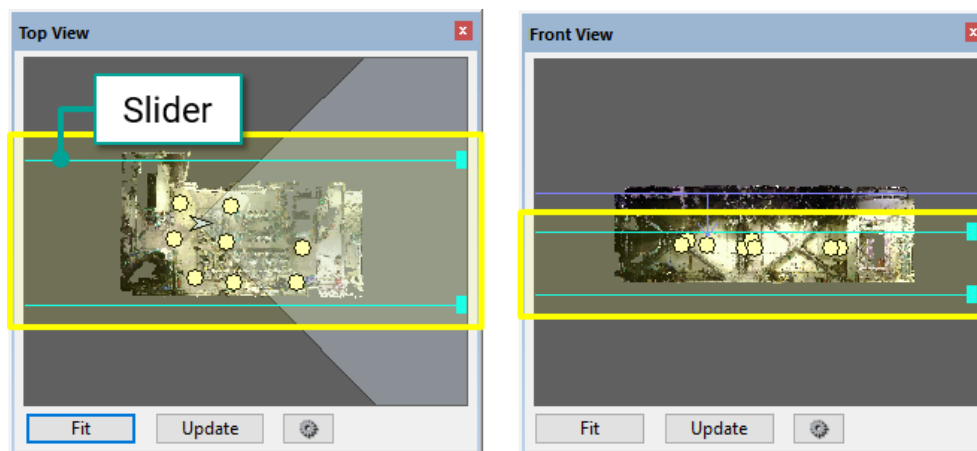 Top View
x
Slider
Fit
Update
Front View
x
Fit
Update